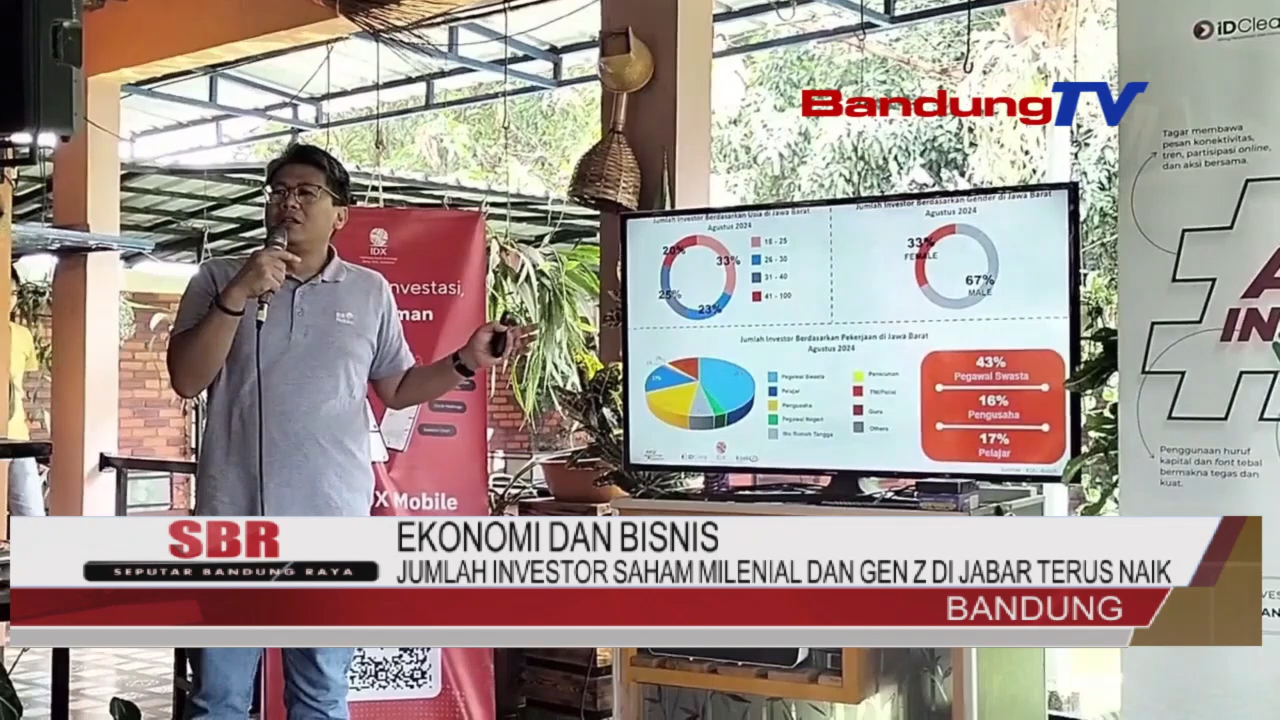 iDClea
BandungTV
Tagar membawa
pesan konektivitas,
tren, partisipasi online,
dan aksi bersama.
IDX
nvestasi,
man
X Mobile
Jumlah Investor Berdasarkan Usia di Jawa Barat
Agustus 2024
20%
33%
25%
23%
18 - 25
26 - 30
31 - 40
41 - 100
Jumlah Investor Berdasarkan Gender di Jawa Barat
Agustus 2024
33%
FEMALE
67%
MALE
Jumlah Investor Berdasarkan Pekerjaan di Jawa Barat
Agustus 2024
Pegawai Swasta
Pelajar
Pengusaha
Pegawai Negeri
Ibu Rumah Tangga
Pensiunan
TNI/Polisi
Guru
Others
43%
Pegawai Swasta
16%
Pengusaha
17%
Pelajar
A
IN
Penggunaan huruf
kapital dan font tebal
bermakna tegas dan
kuat.
SBR
SEPUTAR BANDUNG RAYA
EKONOMI DAN BISNIS
JUMLAH INVESTOR SAHAM MILENIAL DAN GEN Z DI JABAR TERUS NAIK
BANDUNG